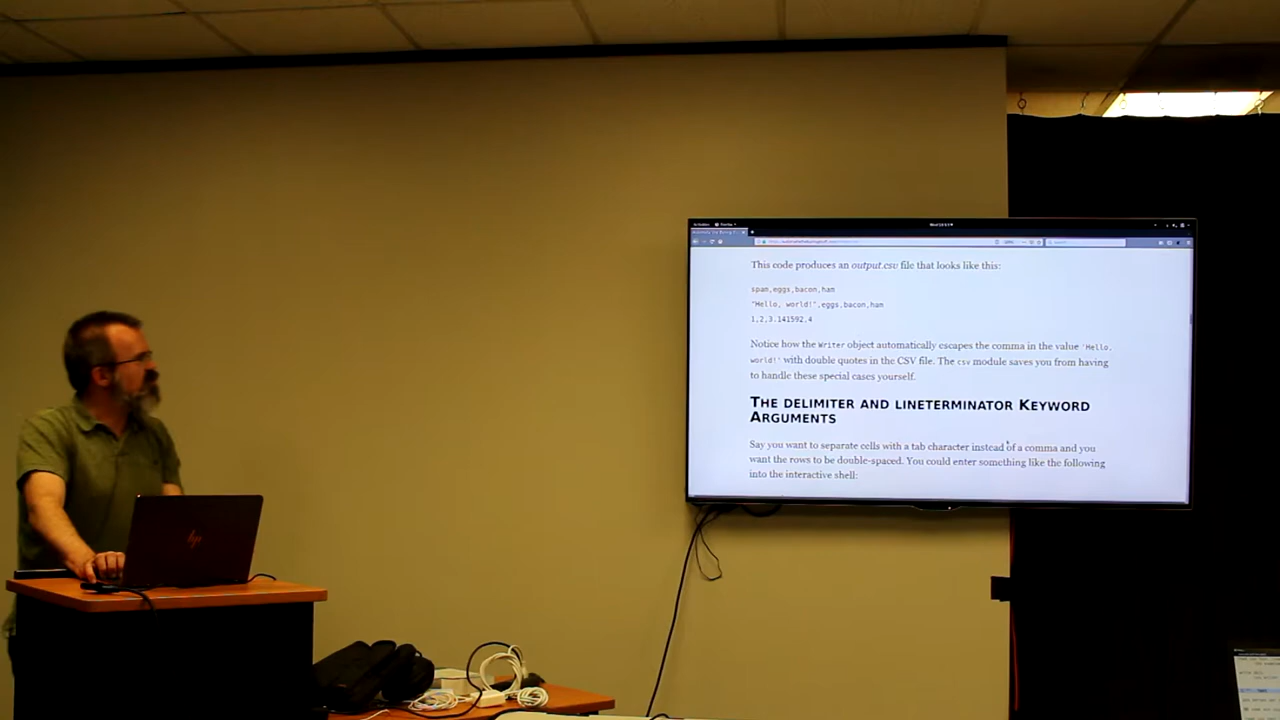 This code produces an output.csv file that looks like this:
spam,eggs,bacon,ham
"Hello, world!",eggs,bacon,ham
1,2,3.141592,4
Notice how the Writer object automatically escapes the comma in the value 'Hello,
world!' with double quotes in the CSV file. The csv module saves you from having
to handle these special cases yourself.
THE DELIMITER AND LINETERMINATOR KEYWORD
ARGUMENTS
Say you want to separate cells with a tab character instead of a comma and you
want the rows to be double-spaced. You could enter something like the following
into the interactive shell:
hp